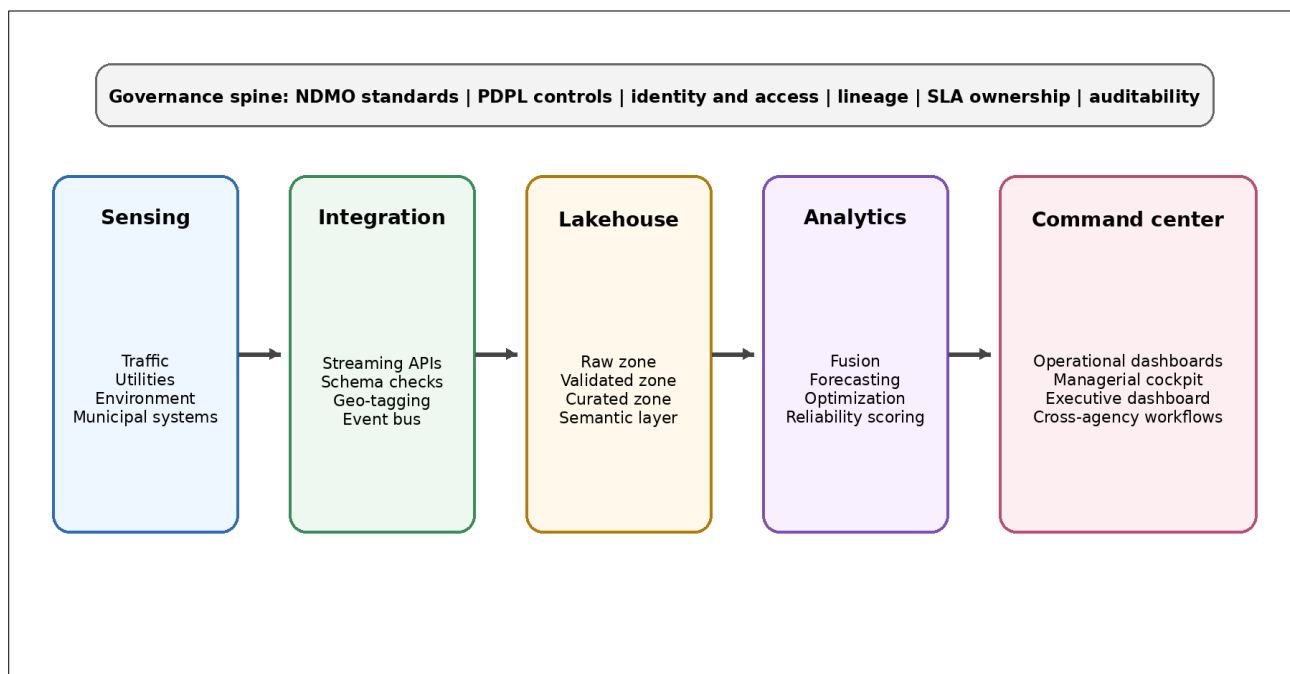 Governance spine: NDMO standards | PDPL controls | identity and access | lineage | SLA ownership | auditability
Sensing
Traffic
Utilities
Environment
Municipal systems
Integration
Streaming APIs
Schema checks
Geo-tagging
Event bus
Lakehouse
Raw zone
Validated zone
Curated zone
Semantic layer
Analytics
Fusion
Forecasting
Optimization
Reliability scoring
Command center
Operational dashboards
Managerial cockpit
Executive dashboard
Cross-agency workflows